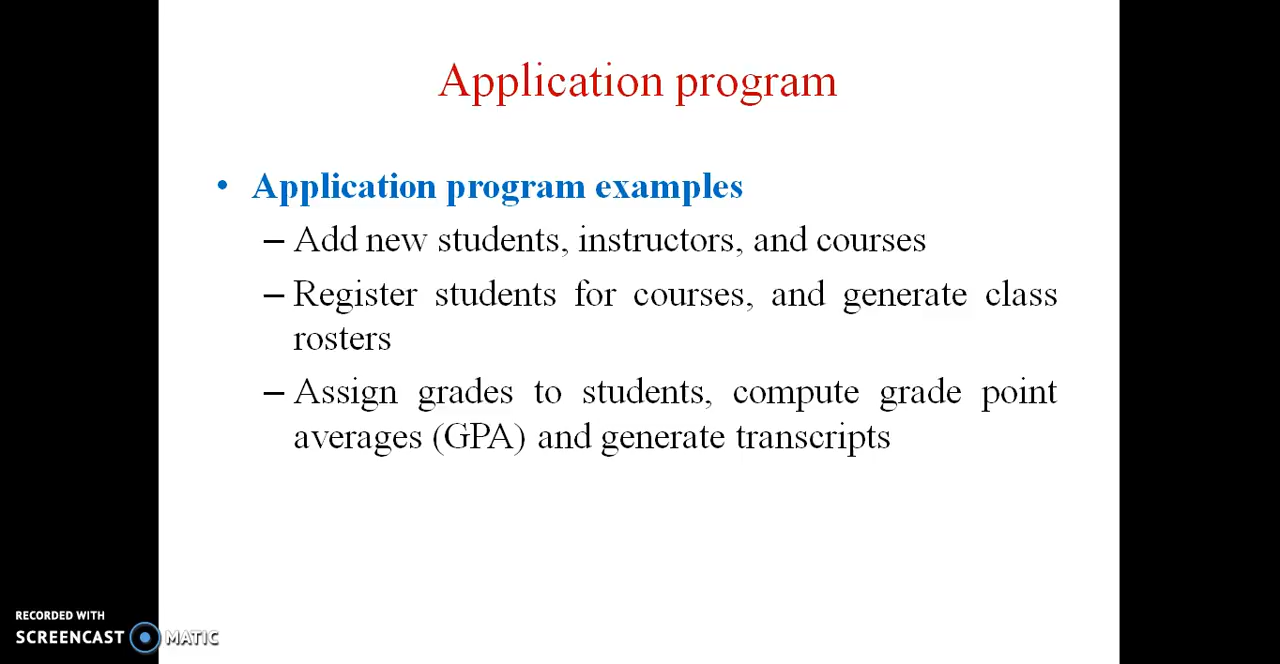 Application program
• Application program examples
– Add new students, instructors, and courses
– Register students for courses, and generate class
rosters
– Assign grades to students, compute grade point
averages (GPA) and generate transcripts
RECORDED WITH
SCREENCAST MATIC